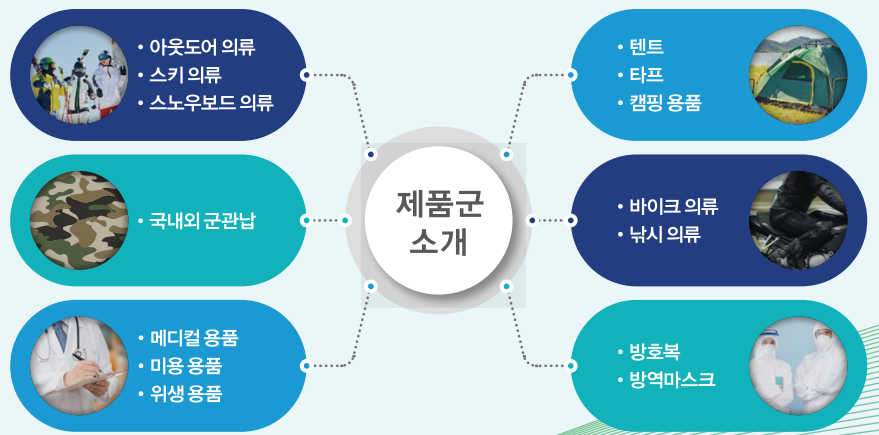 • 아웃도어 의류
• 스키 의류
• 스노우보드 의류
• 국내외 군관납
• 메디컬 용품
• 미용 용품
• 위생 용품
제품군
소개
• 텐트
• 타프
• 캠핑 용품
• 바이크 의류
• 낚시 의류
• 방호복
• 방역마스크